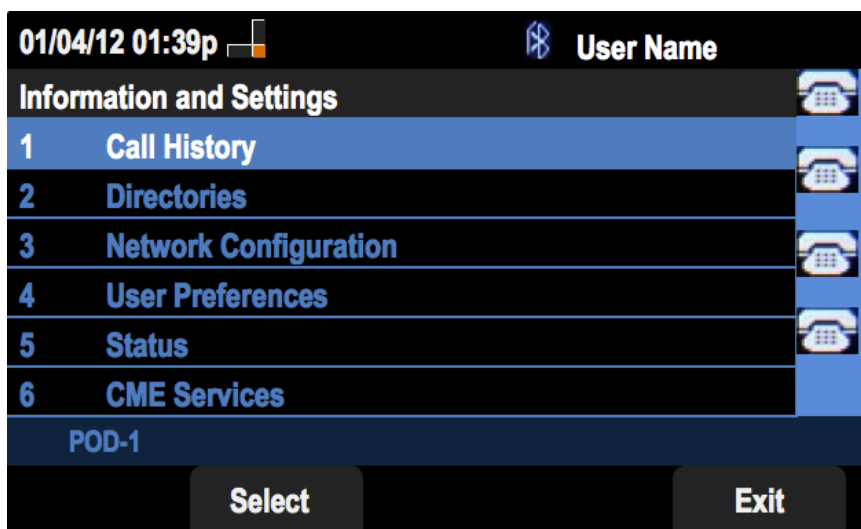 01/04/12 01:39p User Name
Information and Settings
1 Call History
2 Directories
3 Network Configuration
4 User Preferences
5 Status
6 CME Services
POD-1
Select Exit